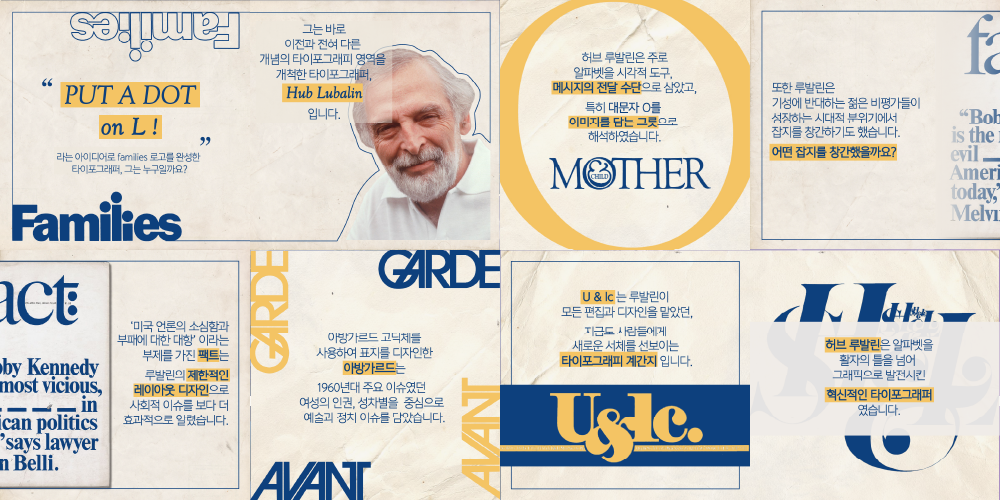 Families
“ PUT A DOT
on L ! ”
라는 아이디어로 families 로고를 완성한
타이포그래퍼, 그는 누구일까요?
Families
그는 바로
이전과 전혀 다른
개념의 타이포그래피 영역을
개척한 타이포그래퍼,
Hub Lubalin
입니다.
허브 루발린은 주로
알파벳을 시각적 도구,
메시지의 전달 수단으로 삼았고,
특히 대문자 O를
이미지를 담는 그릇으로
해석하였습니다.
MOTHER
&
CHILD
또한 루발린은
기성에 반대하는 젊은 비평가들이
성장하는 시대적 분위기에서
잡지를 창간하기도 했습니다.
어떤 잡지를 창간했을까요?
fa
“Bob
is the
evil
Ameri
today,
Melvi
act:
by Kennedy
most vicious,
in
ican politics
’says lawyer
n Belli.
'미국 언론의 소심함과
부패에 대한 대항' 이라는
부제를 가진 팩트는
루발린의 제한적인
레이아웃 디자인으로
사회적 이슈를 보다 더
효과적으로 알렸습니다.
GARDE
GARDE
아방가르드 고딕체를
사용하여 표지를 디자인한
아방가르드는
1960년대 주요 이슈였던
여성의 인권, 성차별을 중심으로
예술과 정치 이슈를 담았습니다.
AVANT
AVANT
U & lc 는 루발린이
모든 편집과 디자인을 맡았던,
지금도 사람들에게
새로운 서체를 선보이는
타이포그래피 계간지 입니다.
U&lc.
허브 루발린은 알파벳을
활자의 틀을 넘어
그래픽으로 발전시킨
혁신적인 타이포그래퍼
였습니다.